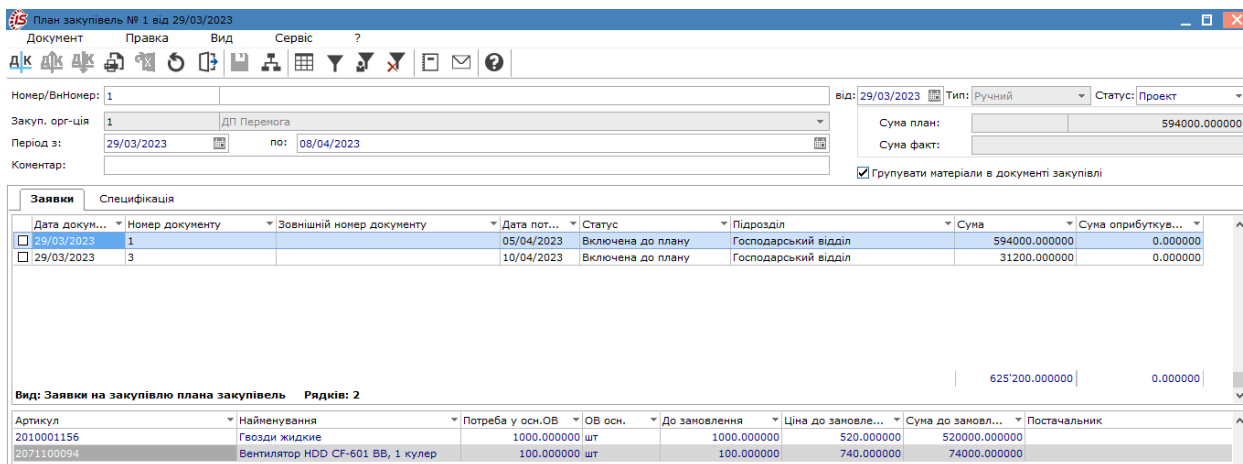 План закупівель № 1 від 29/03/2023
Документ Правка Вид Сервіс ?
Номер/ВнНомер: 1 від: 29/03/2023 Тип: Ручний Статус: Проект
Закуп. орг-ція 1 ДП Перемога Сума план: 594000.000000
Період з: 29/03/2023 по: 08/04/2023 Сума факт:
Коментар: Групувати матеріали в документі закупівлі
Заявки Специфікація
Дата докум... Номер документу Зовнішній номер документу Дата пот... Статус Підрозділ Сума Сума оприбуткув...
29/03/2023 1 05/04/2023 Включена до плану Господарський відділ 594000.000000 0.000000
29/03/2023 3 10/04/2023 Включена до плану Господарський відділ 31200.000000 0.000000
625'200.000000 0.000000
Вид: Заявки на закупівлю плана закупівель Рядків: 2
Артикул Найменування Потреба у осн.ОВ ОВ осн. До замовлення Ціна до замовле... Сума до замовл... Постачальник
2010001156 Гвозди жидкие 1000.000000 шт 1000.000000 520.000000 520000.000000
2071100094 Вентилятор HDD CF-601 BB, 1 кулер 100.000000 шт 100.000000 740.000000 74000.000000